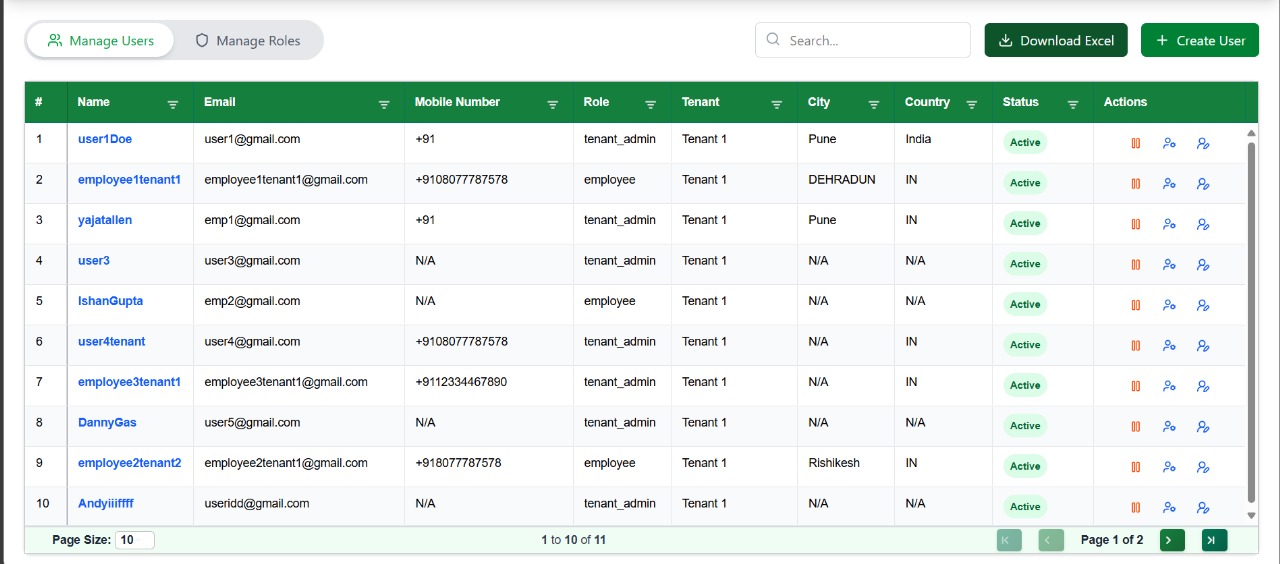 Manage Users Manage Roles Search... Download Excel + Create User
# Name Email Mobile Number Role Tenant City Country Status Actions
1 user1Doe user1@gmail.com +91 tenant_admin Tenant 1 Pune India Active
2 employee1tenant1 employee1tenant1@gmail.com +9108077787578 employee Tenant 1 DEHRADUN IN Active
3 yajatallen emp1@gmail.com +91 tenant_admin Tenant 1 Pune IN Active
4 user3 user3@gmail.com N/A tenant_admin Tenant 1 N/A N/A Active
5 IshanGupta emp2@gmail.com N/A employee Tenant 1 N/A N/A Active
6 user4tenant user4@gmail.com +9108077787578 tenant_admin Tenant 1 N/A IN Active
7 employee3tenant1 employee3tenant1@gmail.com +9112334467890 tenant_admin Tenant 1 N/A IN Active
8 DannyGas user5@gmail.com N/A tenant_admin Tenant 1 N/A N/A Active
9 employee2tenant2 employee2tenant1@gmail.com +918077787578 employee Tenant 1 Rishikesh IN Active
10 Andyiiiffff useridd@gmail.com N/A tenant_admin Tenant 1 N/A N/A Active
Page Size: 10 1 to 10 of 11 Page 1 of 2